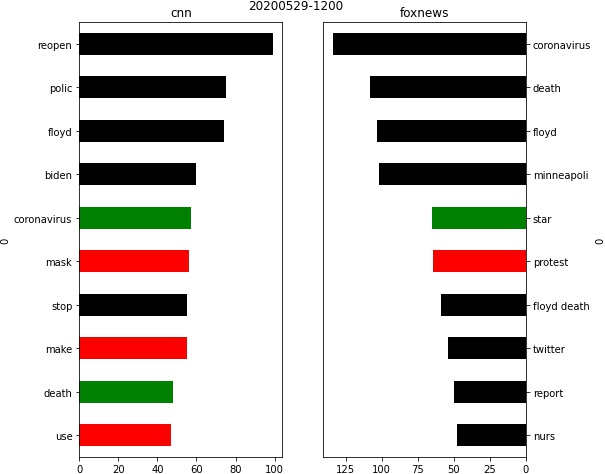 20200529-1200
cnn
foxnews
reopen
polic
floyd
biden
coronavirus
mask
stop
make
death
use
0
0 20 40 60 80 100
coronavirus
death
floyd
minneapoli
star
protest
floyd death
twitter
report
nurs
0
125 100 75 50 25 0